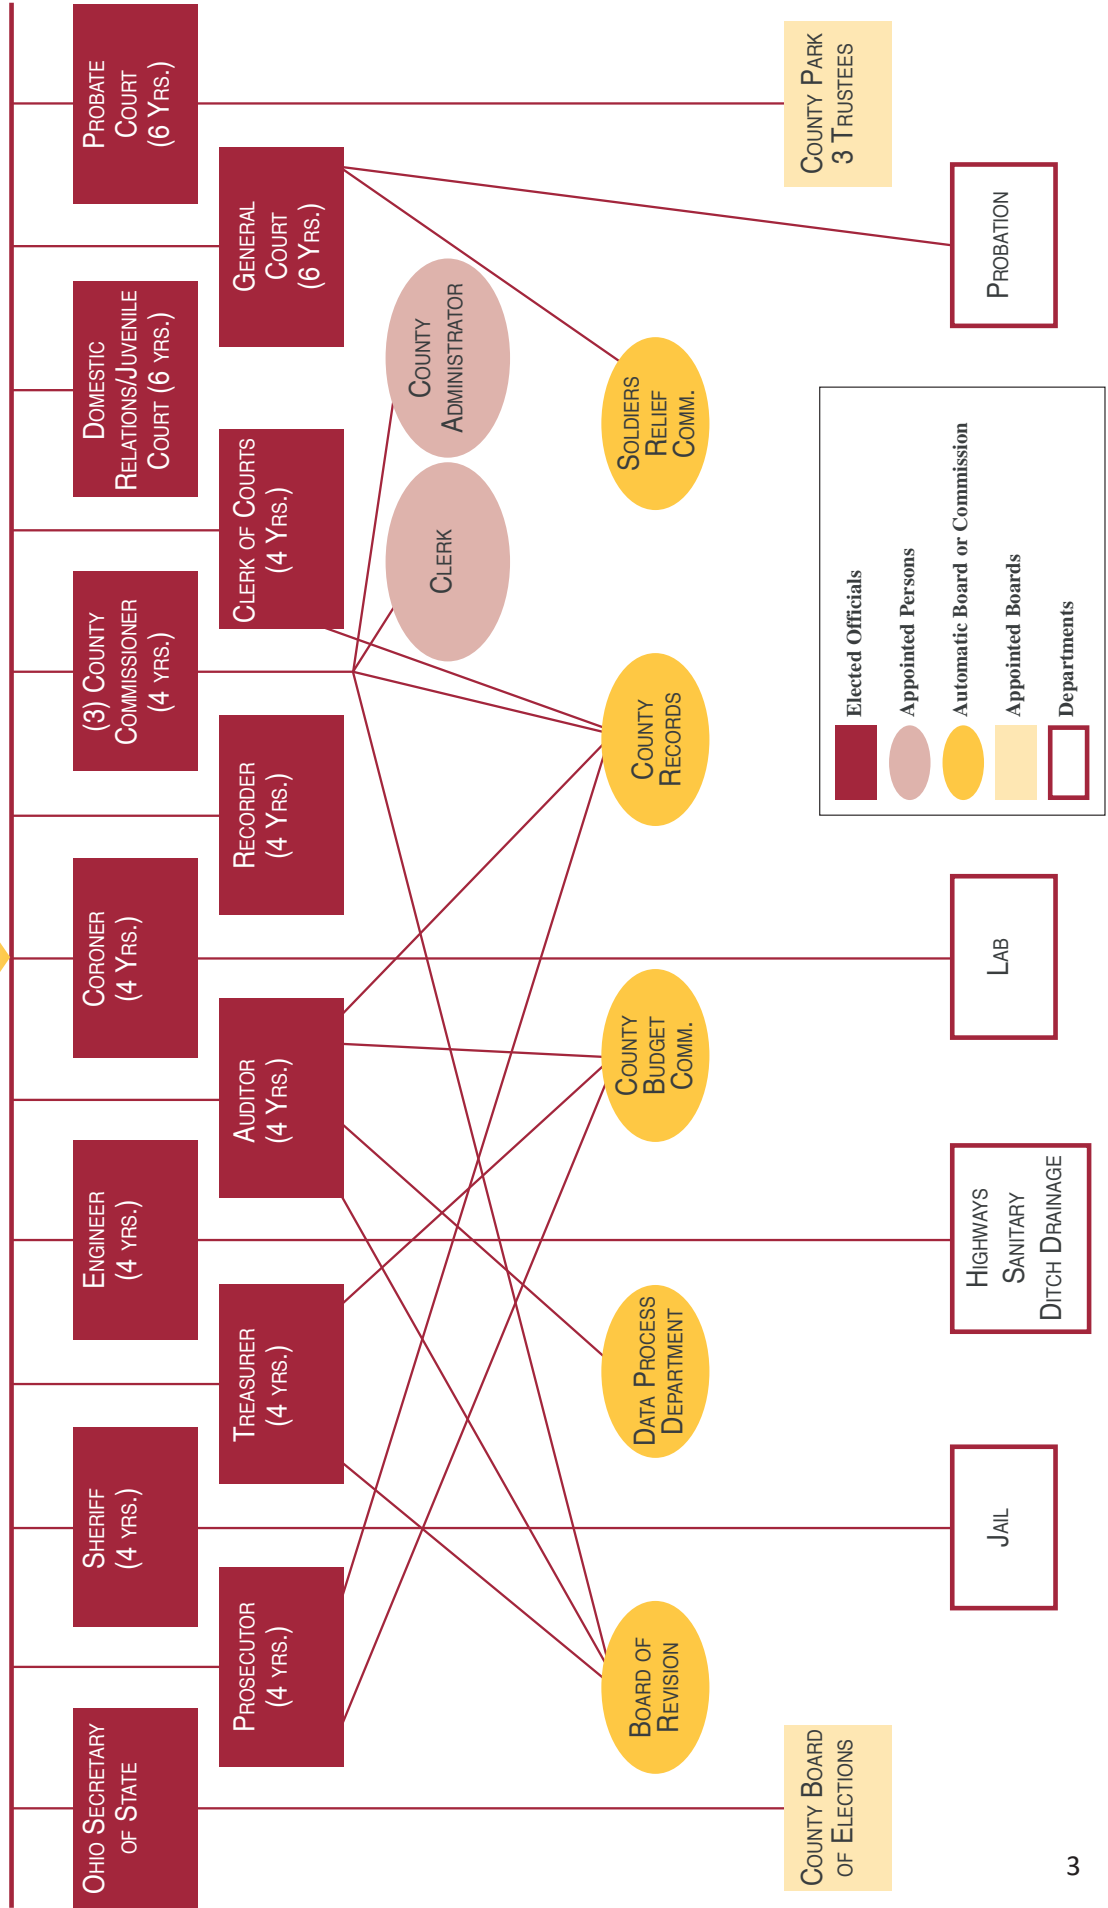 Ohio Secretary
of State
Sheriff
(4 yrs.)
Engineer
(4 yrs.)
Coroner
(4 Yrs.)
(3) County
Commissioner
(4 yrs.)
Domestic
Relations/Juvenile
Court (6 yrs.)
Probate
Court
(6 Yrs.)
Prosecutor
(4 yrs.)
Treasurer
(4 yrs.)
Auditor
(4 Yrs.)
Recorder
(4 Yrs.)
Clerk of Courts
(4 Yrs.)
General
Court
(6 Yrs.)
Clerk
County
Administrator
Board of
Revision
Data Process
Department
County
Budget
Comm.
County
Records
Soldiers
Relief
Comm.
County Board
of Elections
County Park
3 Trustees
Jail
Highways
Sanitary
Ditch Drainage
Lab
Probation
Elected Officials
Appointed Persons
Automatic Board or Commission
Appointed Boards
Departments
3